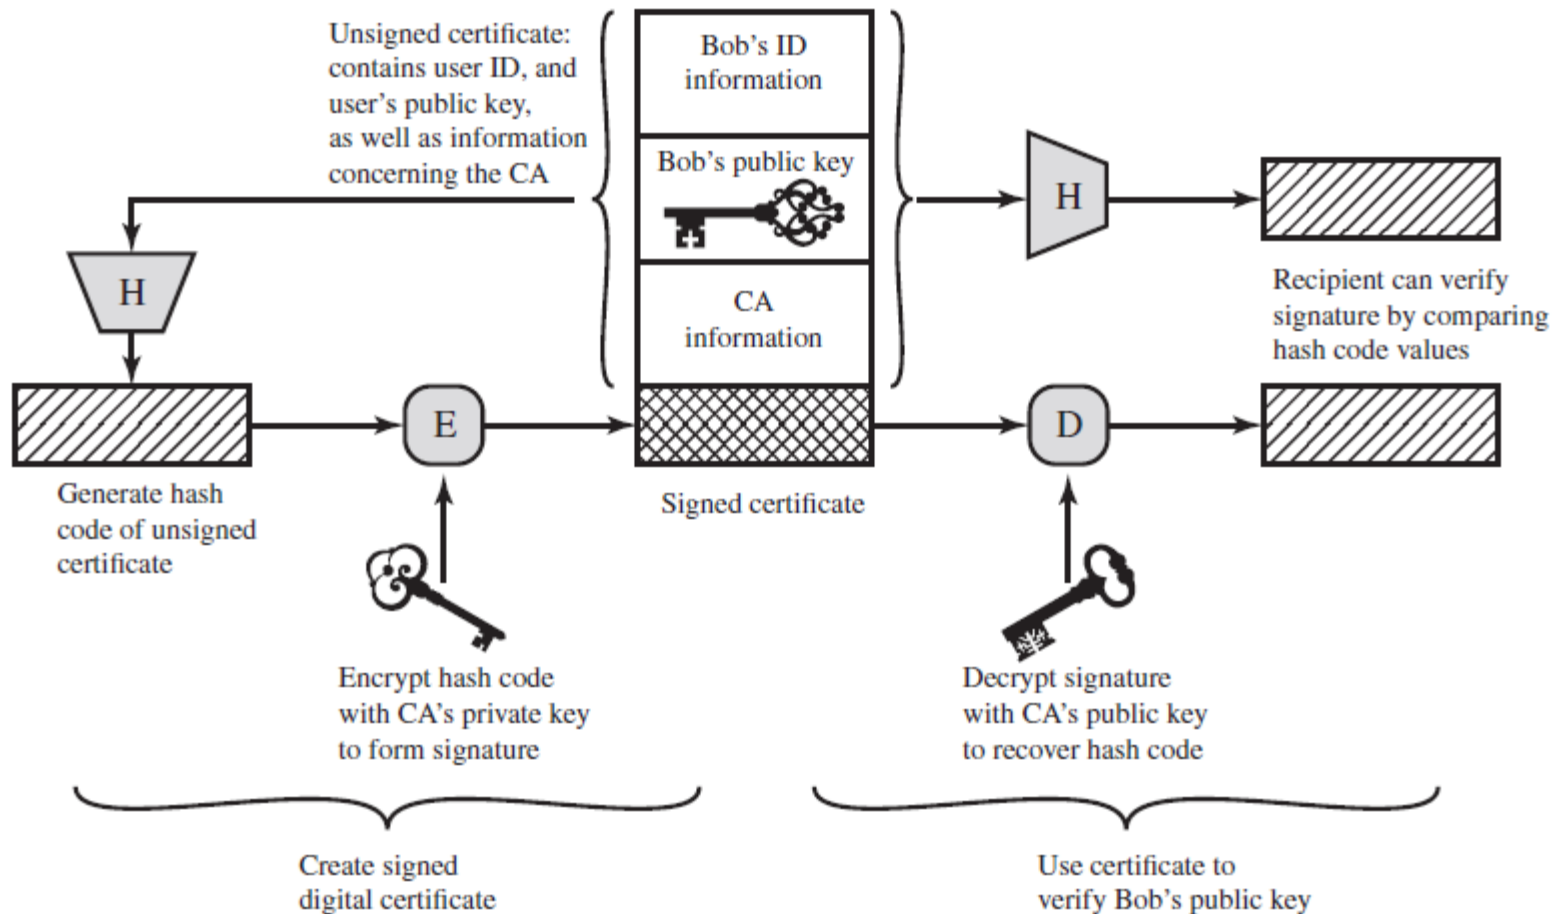 Unsigned certificate:
contains user ID, and
user's public key,
as well as information
concerning the CA
Bob's ID
information
Bob's public key
CA
information
H
H
Recipient can verify
signature by comparing
hash code values
E
D
Generate hash
code of unsigned
certificate
Signed certificate
Encrypt hash code
with CA's private key
to form signature
Decrypt signature
with CA's public key
to recover hash code
Create signed
digital certificate
Use certificate to
verify Bob's public key